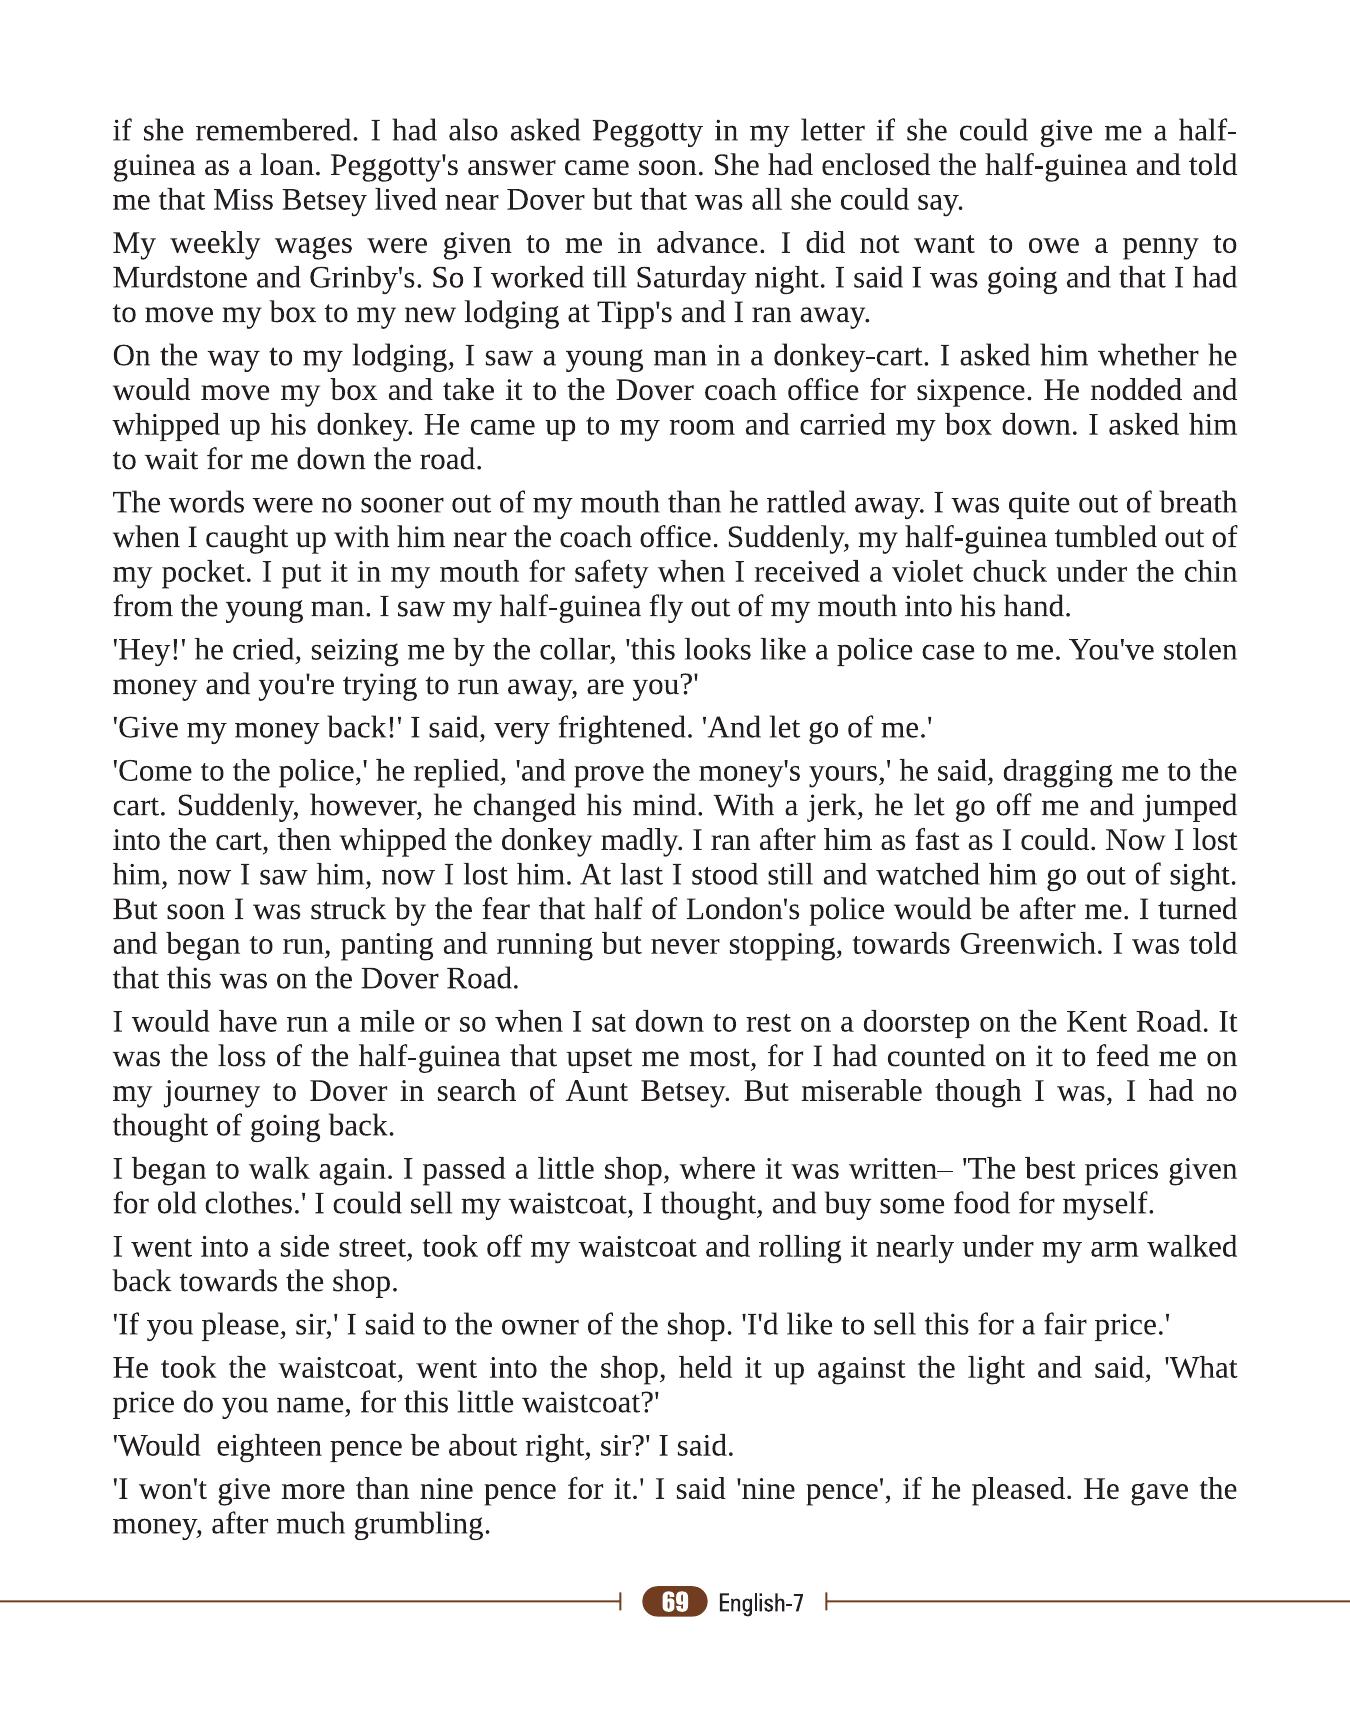 if she remembered. I had also asked Peggotty in my letter if she could give me a half-
guinea as a loan. Peggotty's answer came soon. She had enclosed the half-guinea and told
me that Miss Betsey lived near Dover but that was all she could say.
My weekly wages were given to me in advance. I did not want to owe a penny to
Murdstone and Grinby's. So I worked till Saturday night. I said I was going and that I had
to move my box to my new lodging at Tipp's and I ran away.
On the way to my lodging, I saw a young man in a donkey-cart. I asked him whether he
would move my box and take it to the Dover coach office for sixpence. He nodded and
whipped up his donkey. He came up to my room and carried my box down. I asked him
to wait for me down the road.
The words were no sooner out of my mouth than he rattled away. I was quite out of breath
when I caught up with him near the coach office. Suddenly, my half-guinea tumbled out of
my pocket. I put it in my mouth for safety when I received a violet chuck under the chin
from the young man. I saw my half-guinea fly out of my mouth into his hand.
'Hey!' he cried, seizing me by the collar, 'this looks like a police case to me. You've stolen
money and you're trying to run away, are you?'
'Give my money back!' I said, very frightened. 'And let go of me.'
'Come to the police,' he replied, 'and prove the money's yours,' he said, dragging me to the
cart. Suddenly, however, he changed his mind. With a jerk, he let go off me and jumped
into the cart, then whipped the donkey madly. I ran after him as fast as I could. Now I lost
him, now I saw him, now I lost him. At last I stood still and watched him go out of sight.
But soon I was struck by the fear that half of London's police would be after me. I turned
and began to run, panting and running but never stopping, towards Greenwich. I was told
that this was on the Dover Road.
I would have run a mile or so when I sat down to rest on a doorstep on the Kent Road. It
was the loss of the half-guinea that upset me most, for I had counted on it to feed me on
my journey to Dover in search of Aunt Betsey. But miserable though I was, I had no
thought of going back.
I began to walk again. I passed a little shop, where it was written– 'The best prices given
for old clothes.' I could sell my waistcoat, I thought, and buy some food for myself.
I went into a side street, took off my waistcoat and rolling it nearly under my arm walked
back towards the shop.
'If you please, sir,' I said to the owner of the shop. 'I'd like to sell this for a fair price.'
He took the waistcoat, went into the shop, held it up against the light and said, 'What
price do you name, for this little waistcoat?'
'Would  eighteen pence be about right, sir?' I said.
'I won't give more than nine pence for it.' I said 'nine pence', if he pleased. He gave the
money, after much grumbling.
69 English-7